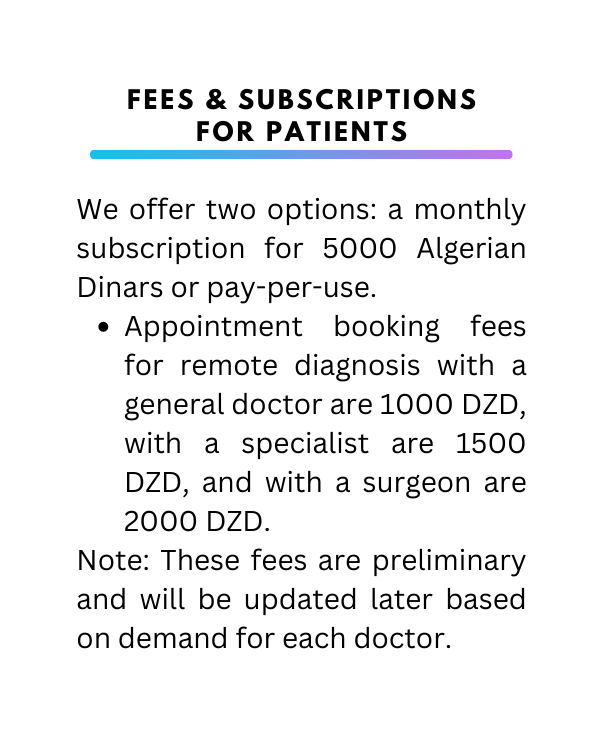 FEES & SUBSCRIPTIONS
FOR PATIENTS
We offer two options: a monthly
subscription for 5000 Algerian
Dinars or pay-per-use.
• Appointment booking fees
for remote diagnosis with a
general doctor are 1000 DZD,
with a specialist are 1500
DZD, and with a surgeon are
2000 DZD.
Note: These fees are preliminary
and will be updated later based
on demand for each doctor.